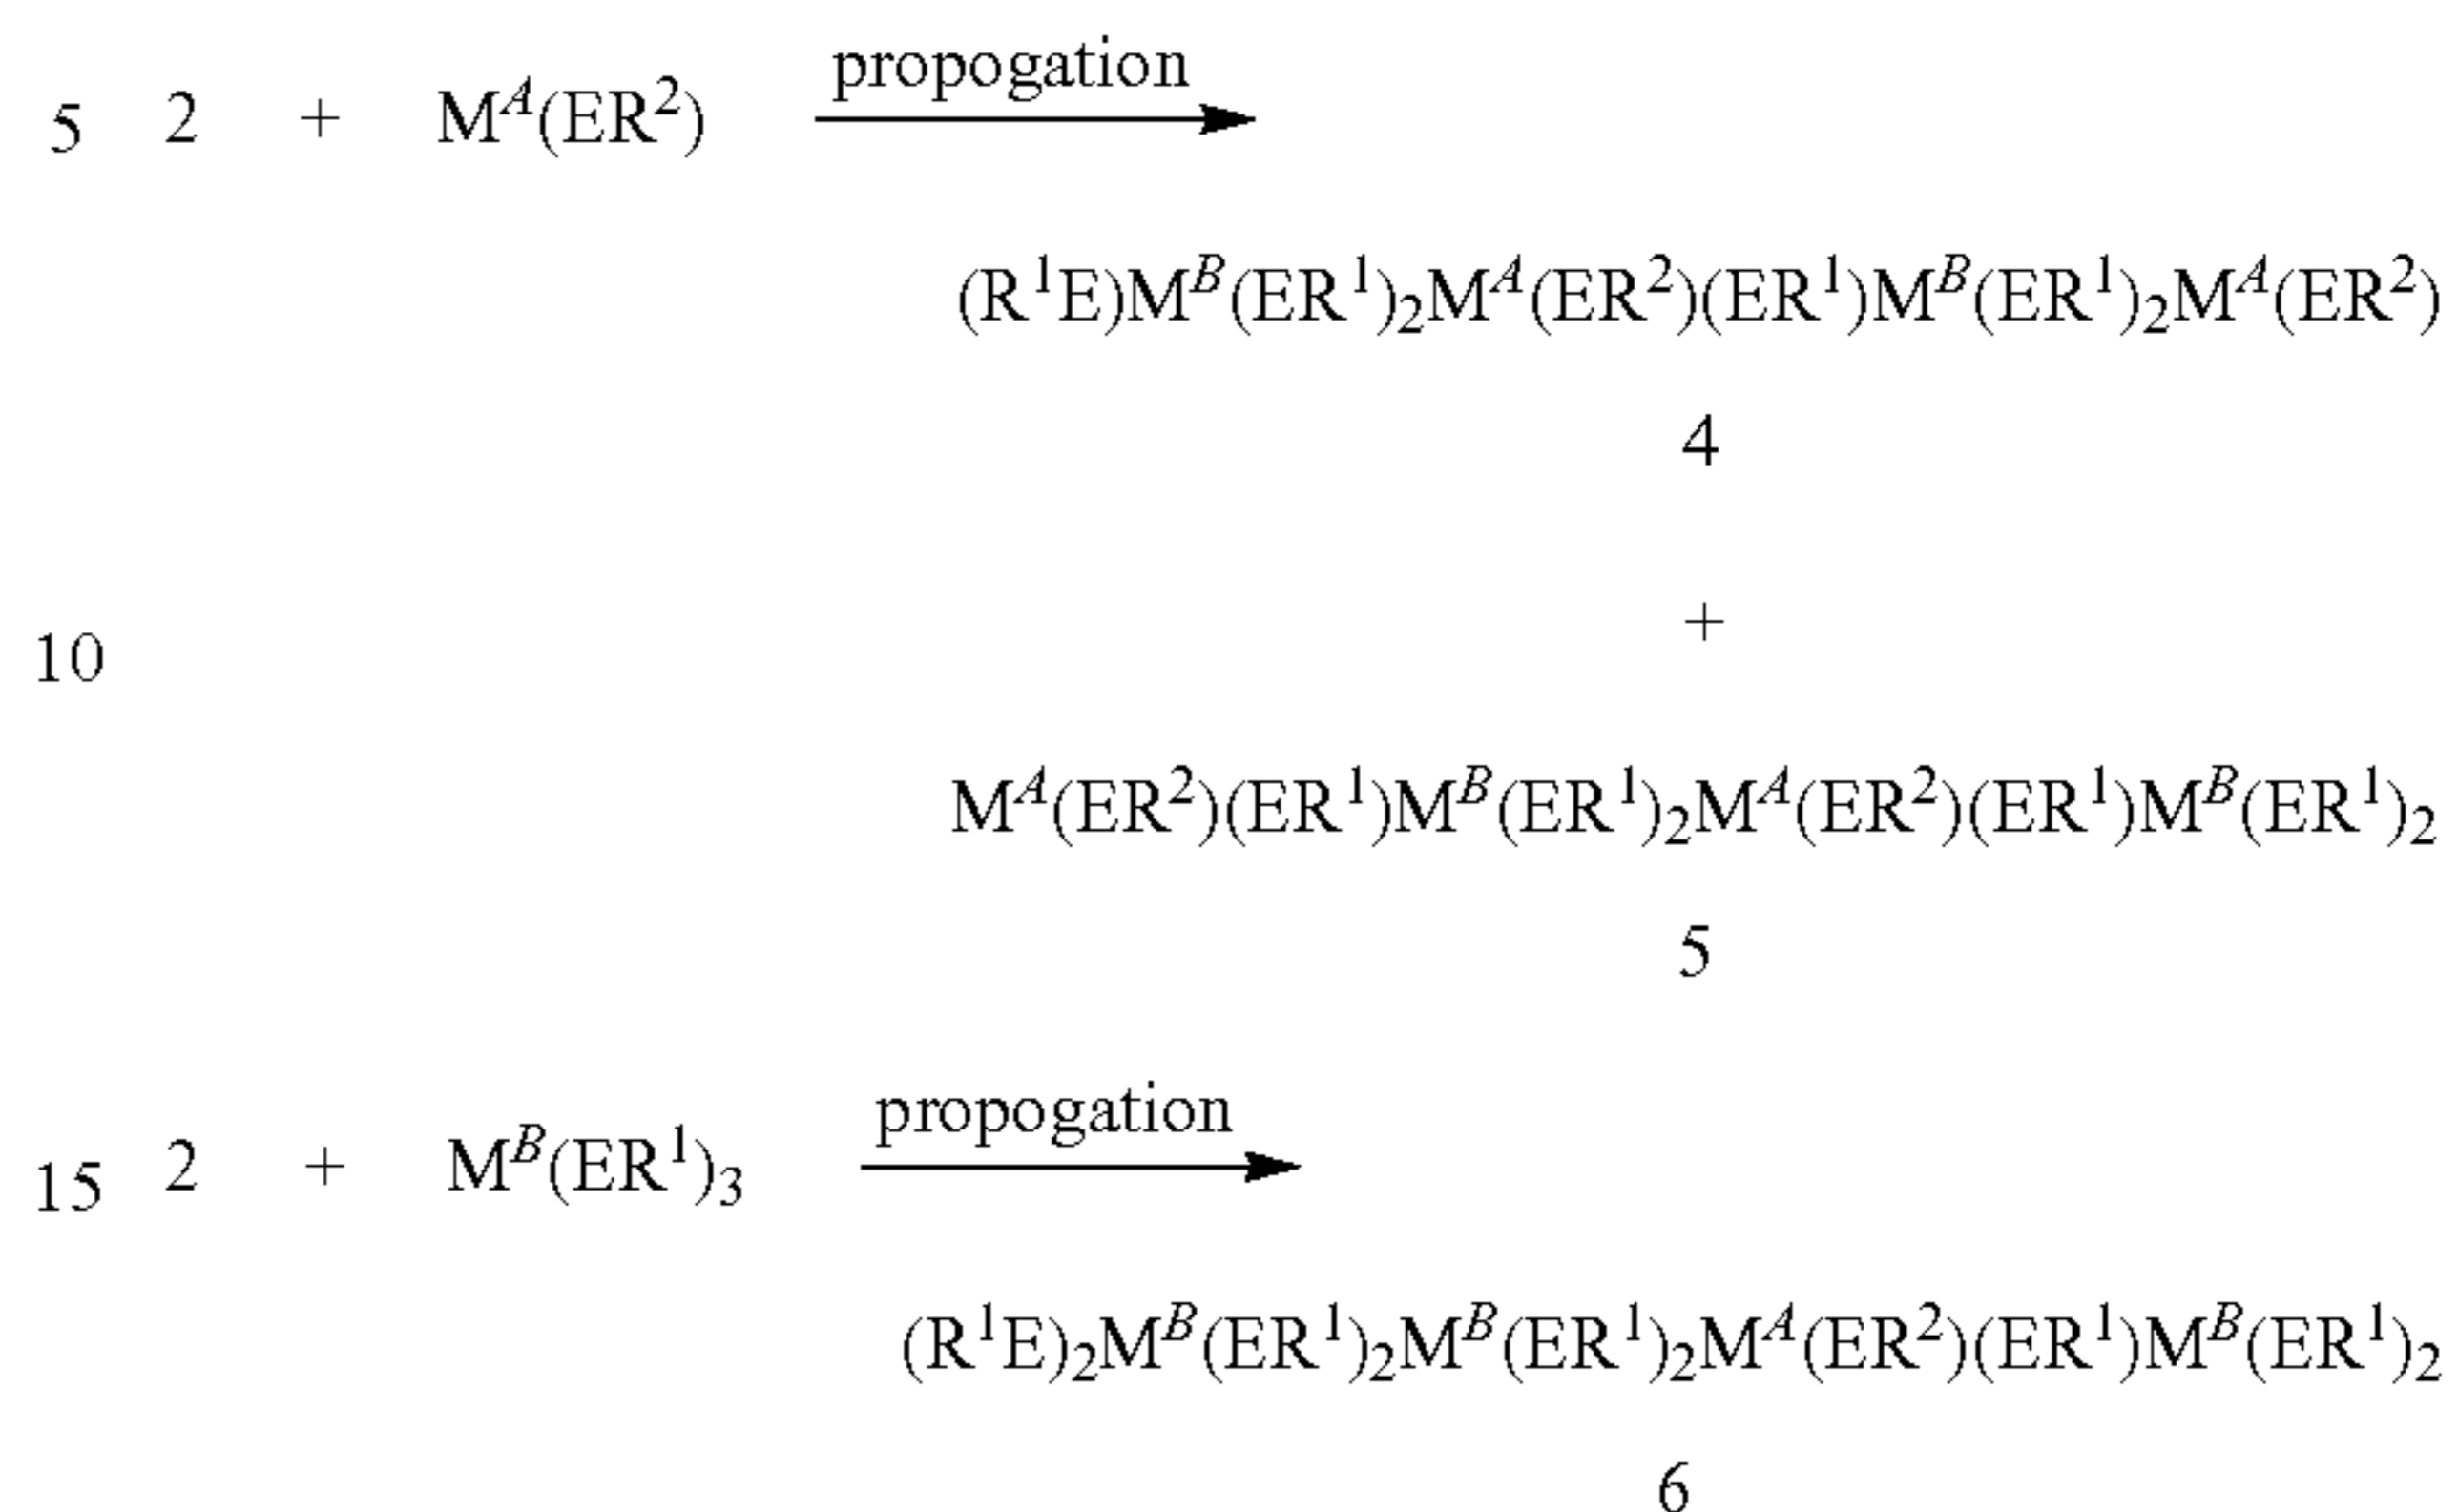 propogation
5 2 + M^A(ER^2)
(R^1E)M^B(ER^1)_2M^A(ER^2)(ER^1)M^B(ER^1)_2M^A(ER^2)
4
+
10
M^A(ER^2)(ER^1)M^B(ER^1)_2M^A(ER^2)(ER^1)M^B(ER^1)_2
5
propogation
15 2 + M^B(ER^1)_3
(R^1E)_2M^B(ER^1)_2M^B(ER^1)_2M^A(ER^2)(ER^1)M^B(ER^1)_2
6